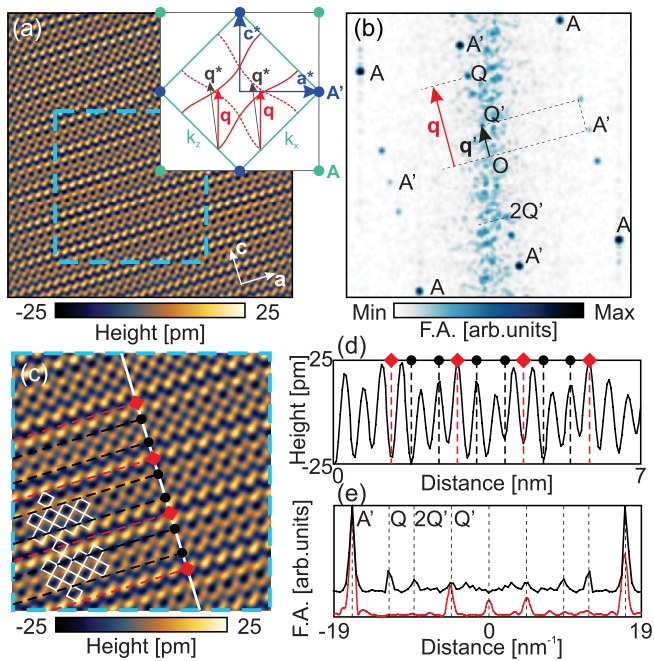 (a)
c*
q*
q*
a*
A'
q
q
k_z
k_x
A
c
a
-25
25
Height [pm]
(b)
A
A'
A
Q
Q'
q
q'
A'
O
A'
2Q'
A
A'
A
Min
Max
F.A. [arb.units]
(c)
-25
25
Height [pm]
(d)
-25
-25
Height [pm]
0
7
Distance [nm]
(e)
A' Q 2Q' Q'
F.A. [arb.units]
-19
0
19
Distance [nm⁻¹]